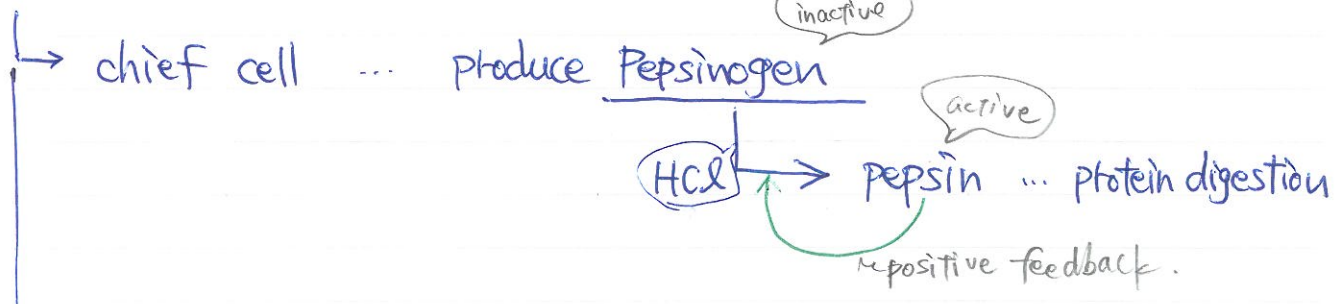 inactive
→ chief cell ... produce Pepsinogen
active
HCl → pepsin ... protein digestion
positive feedback.